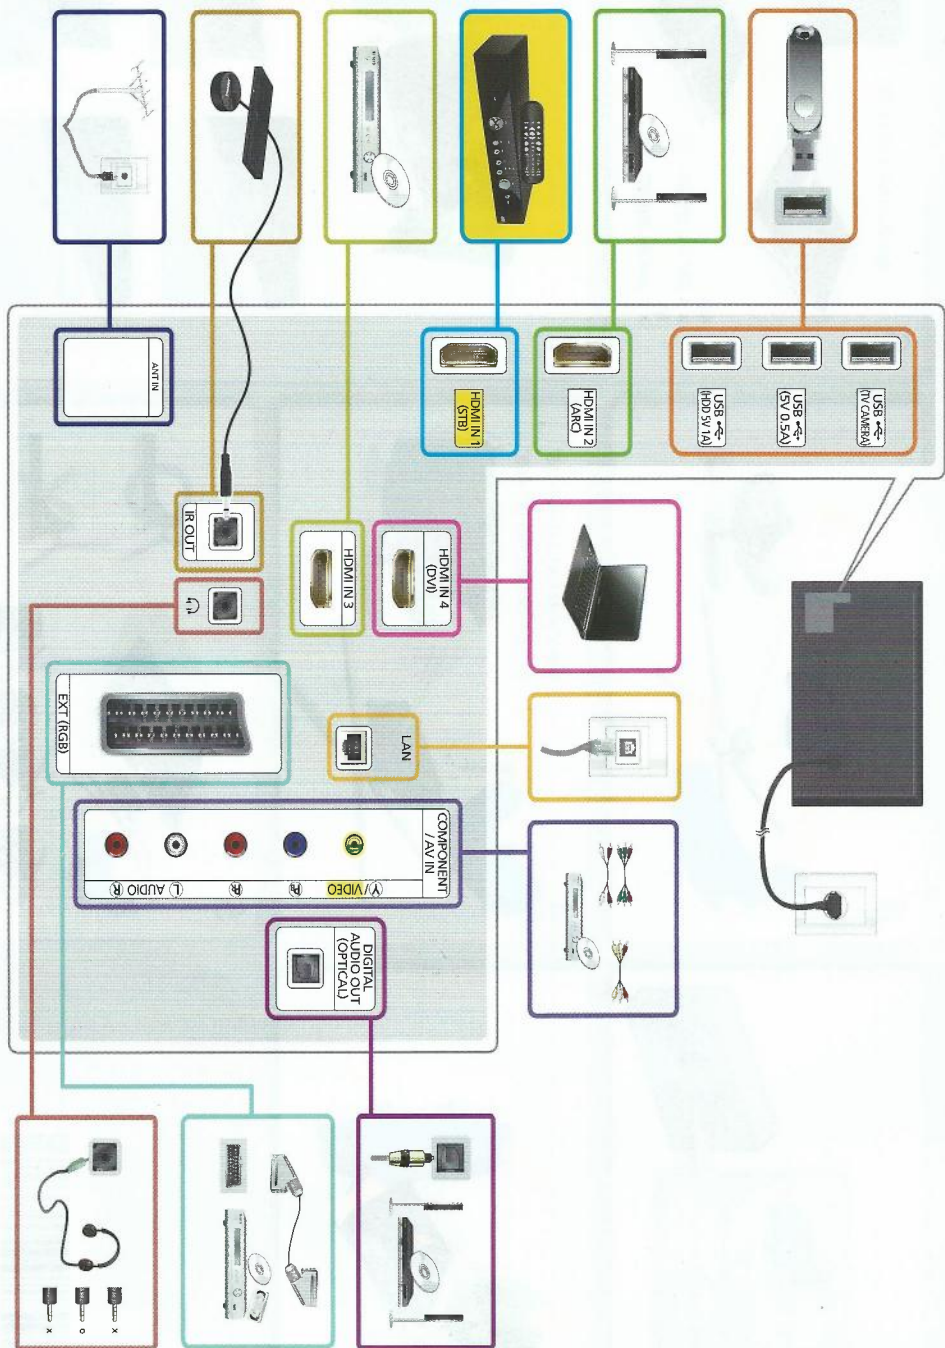 USB
(TV CAMERA)
USB
(5V 0.5A)
USB
(HDD 5V 1A)
HDMI IN 2
(ARC)
HDMI IN 1
(STB)
ANT IN
HDMI IN 4
(DVI)
HDMI IN 3
IR OUT
LAN
EXT (RGB)
COMPONENT
/ AV IN
Y/VIDEO
PB
PR
L AUDIO R
DIGITAL
AUDIO OUT
(OPTICAL)
x
o
x